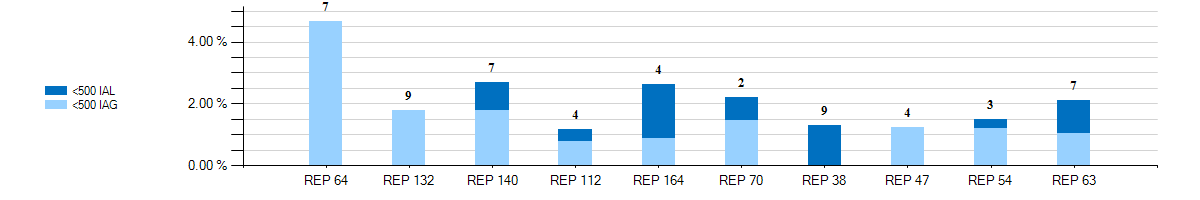 7
4.00 %
7
4
7
9
2
<500 IAL
<500 IAG
2.00 %
4
9
4
3
0.00 %
REP 64
REP 132
REP 140
REP 112
REP 164
REP 70
REP 38
REP 47
REP 54
REP 63